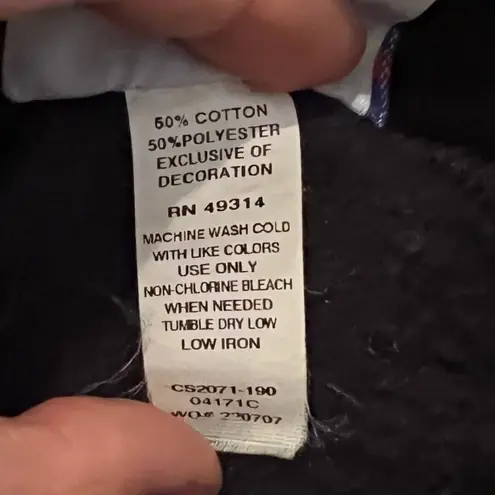 50% COTTON
50%POLYESTER
EXCLUSIVE OF
DECORATION
RN 49314
MACHINE WASH COLD
WITH LIKE COLORS
USE ONLY
NON-CHLORINE BLEACH
WHEN NEEDED
TUMBLE DRY LOW
LOW IRON
CS2071-190
04171C
WO#